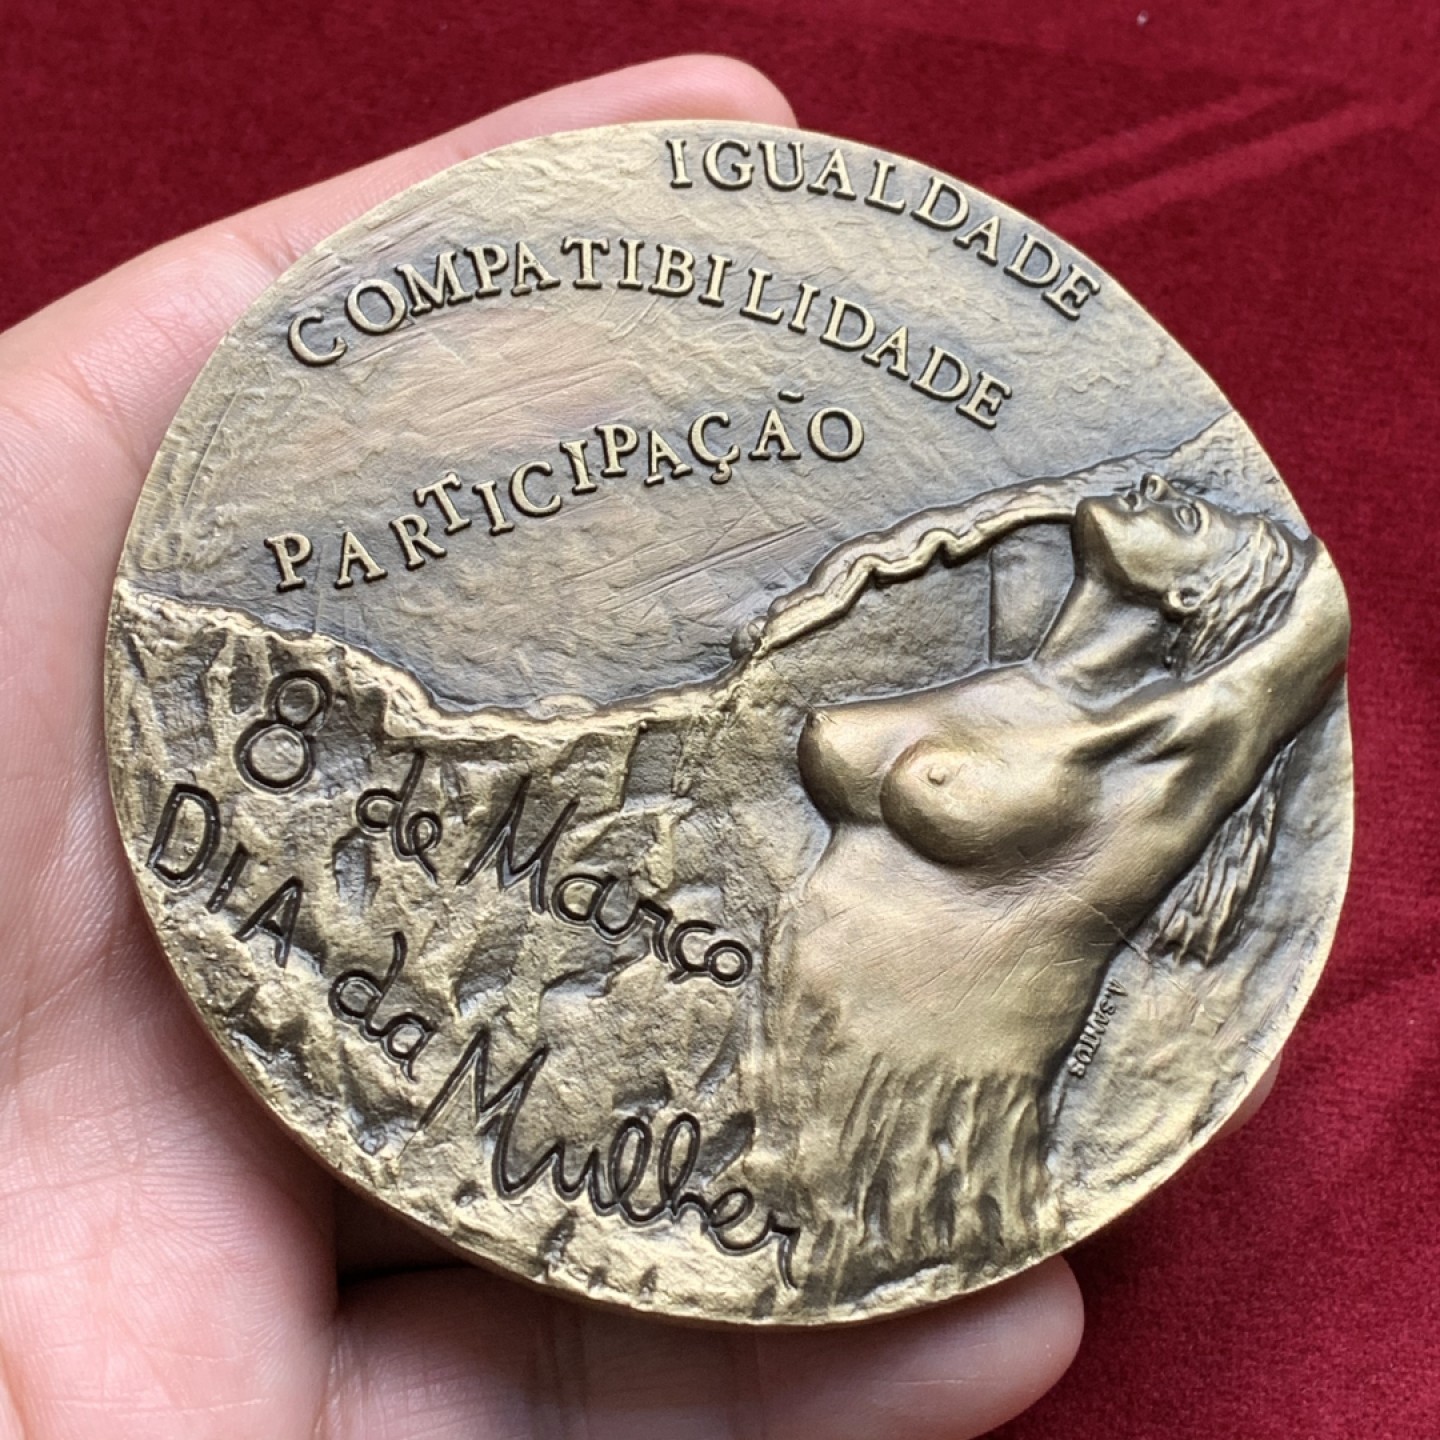 IGUALDADE
COMPATIBILIDADE
PARTICIPAÇÃO
8 de Março
DIA da Mulher
A.SANTOS